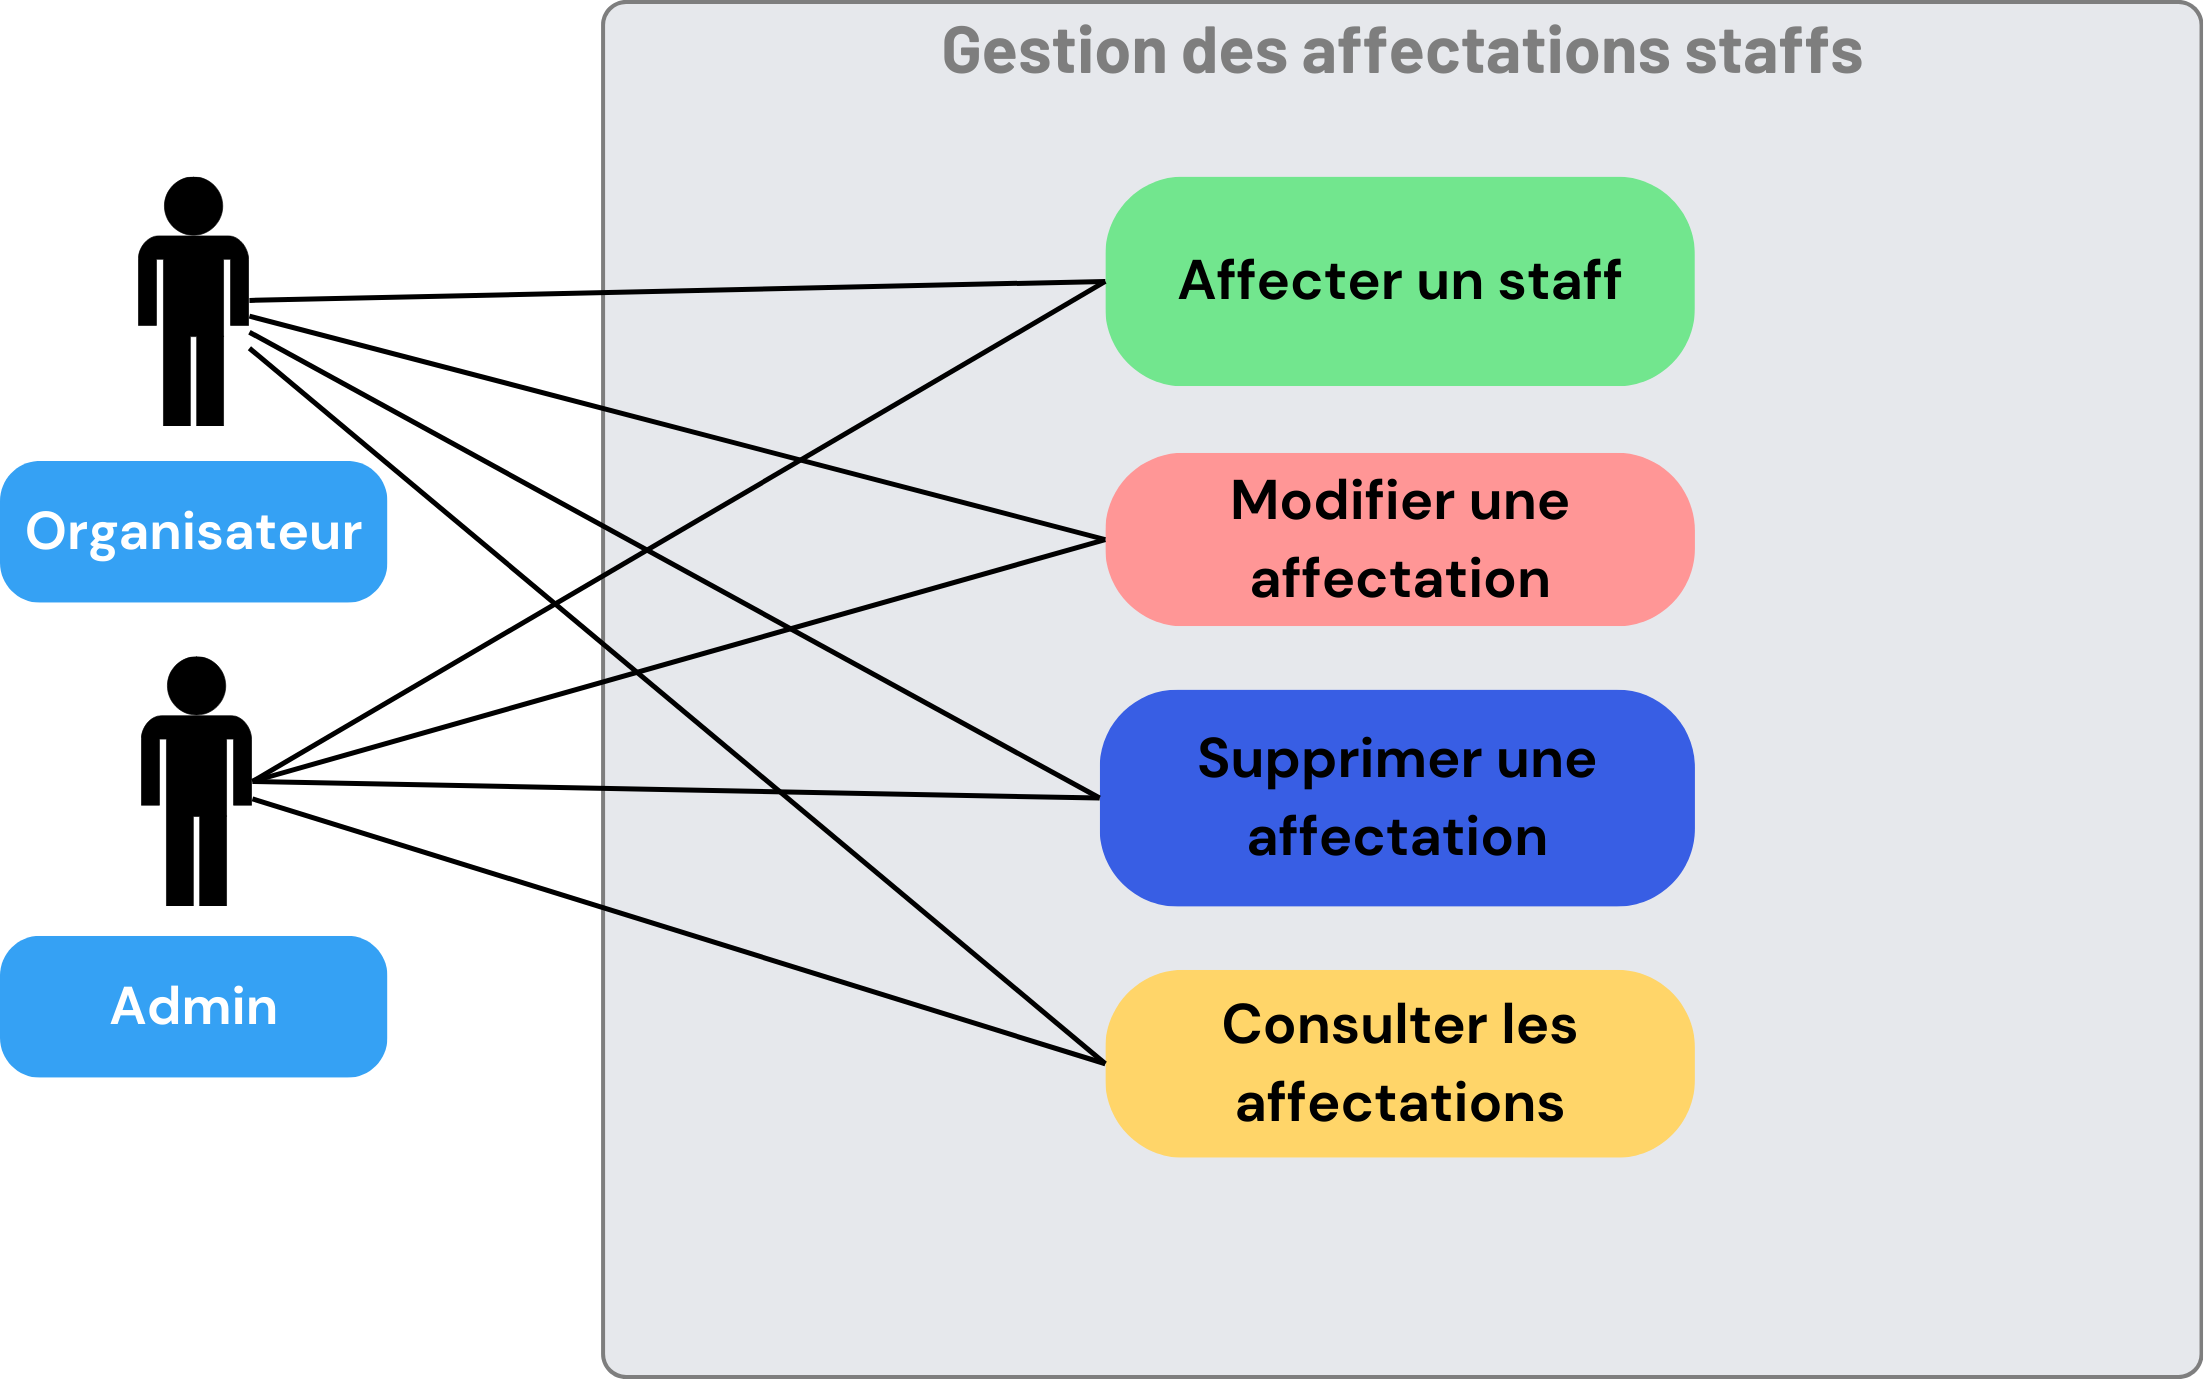 Gestion des affectations staffs
Affecter un staff
Modifier une
affectation
Organisateur
Supprimer une
affectation
Admin
Consulter les
affectations